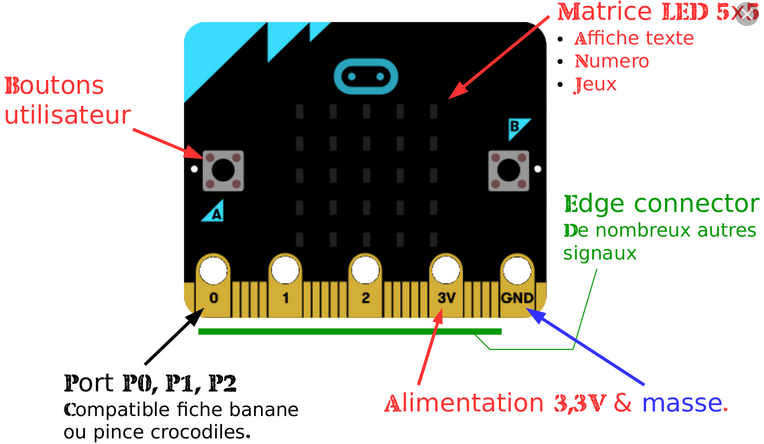 Matrice LED 5x5
• Affiche texte
• Numero
• Jeux
Boutons
utilisateur
B
A
Edge connector
De nombreux autres
signaux
0 1 2 3V GND
Port P0, P1, P2
Compatible fiche banane
ou pince crocodiles.
Alimentation 3,3V & masse.